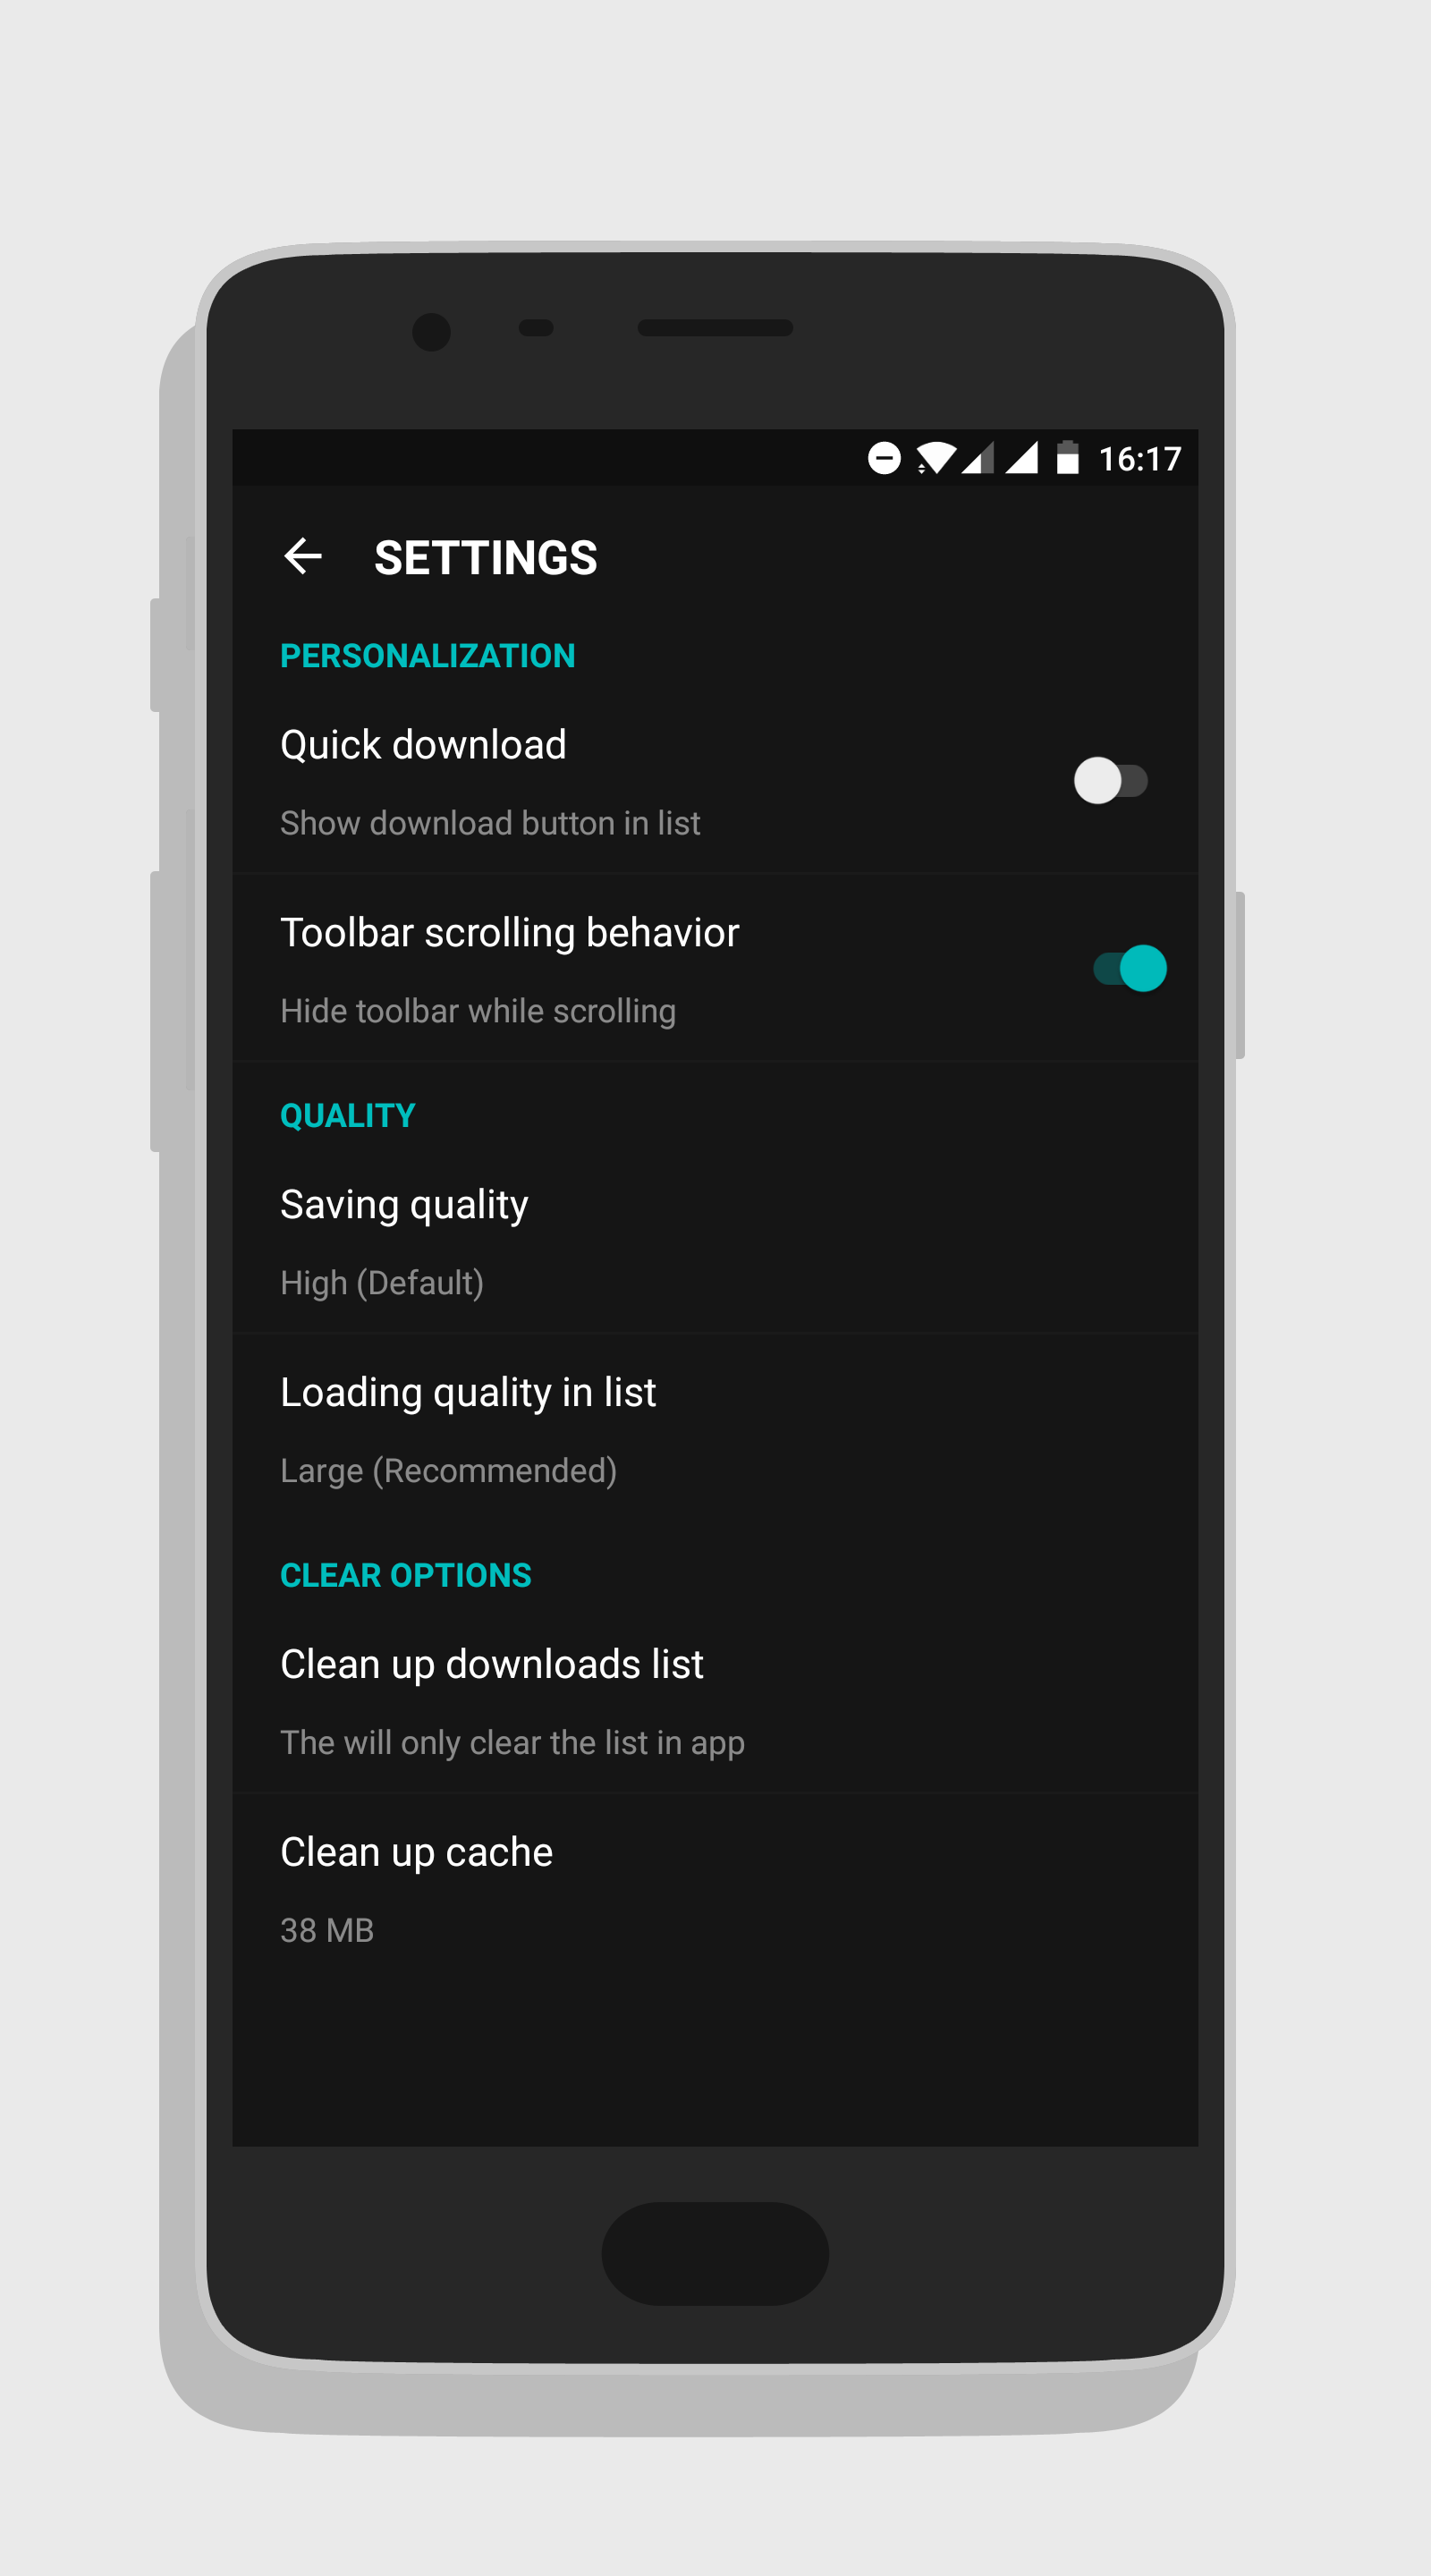 16:17
SETTINGS
PERSONALIZATION
Quick download
Show download button in list
Toolbar scrolling behavior
Hide toolbar while scrolling
QUALITY
Saving quality
High (Default)
Loading quality in list
Large (Recommended)
CLEAR OPTIONS
Clean up downloads list
The will only clear the list in app
Clean up cache
38 MB